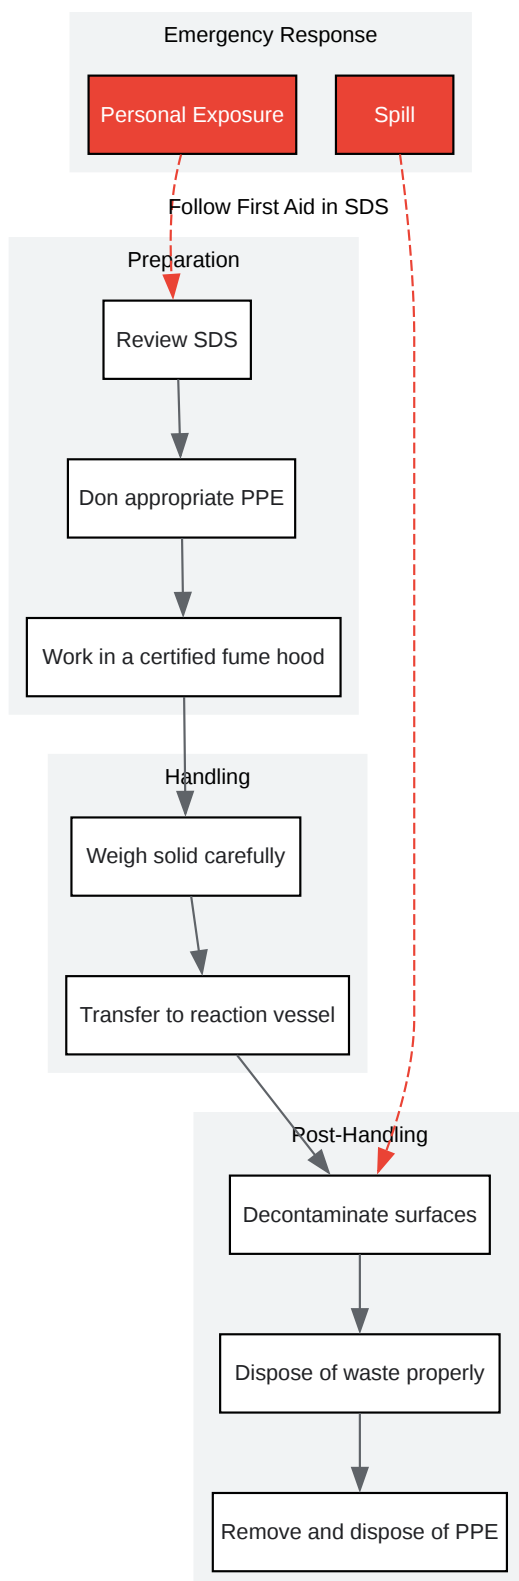 Emergency Response
Personal Exposure
Spill
Follow First Aid in SDS
Preparation
Review SDS
Don appropriate PPE
Work in a certified fume hood
Handling
Weigh solid carefully
Transfer to reaction vessel
Post-Handling
Decontaminate surfaces
Dispose of waste properly
Remove and dispose of PPE